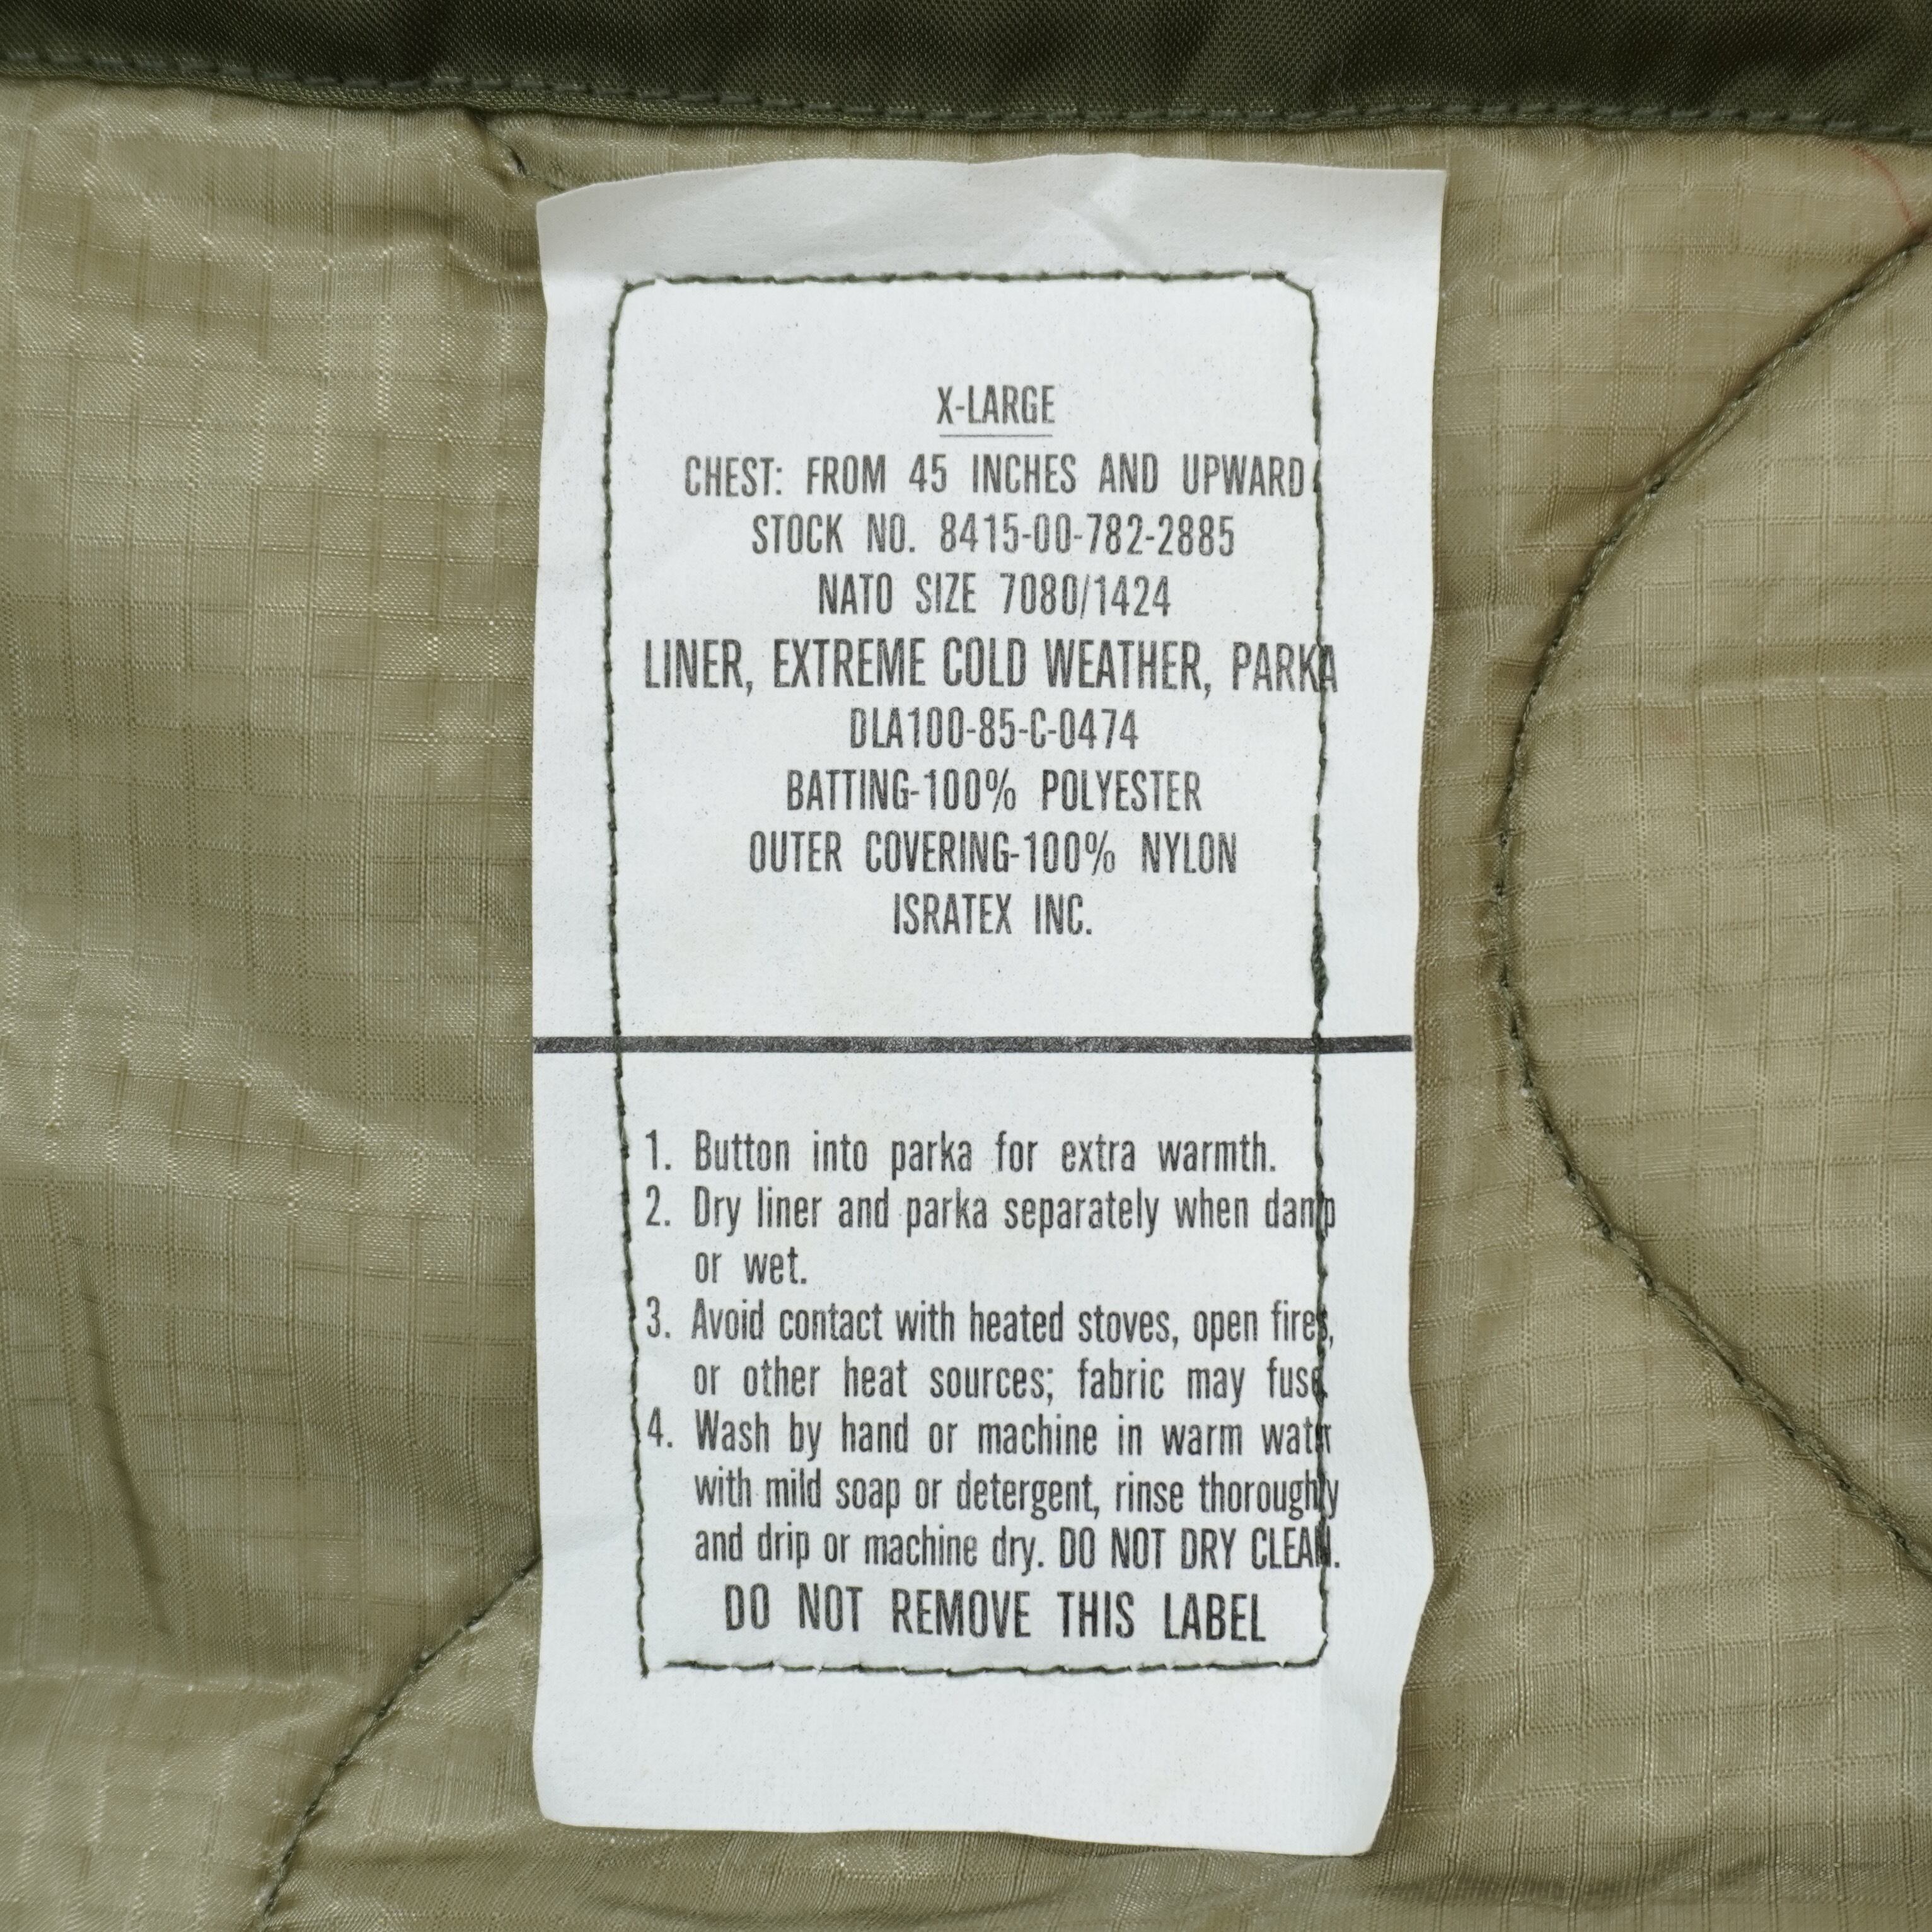 X-LARGE
CHEST: FROM 45 INCHES AND UPWARD
STOCK NO. 8415-00-782-2885
NATO SIZE 7080/1424
LINER, EXTREME COLD WEATHER, PARKA
DLA100-85-C-0474
BATTING-100% POLYESTER
OUTER COVERING-100% NYLON
ISRATEX INC.
1. Button into parka for extra warmth.
2. Dry liner and parka separately when damp
or wet.
3. Avoid contact with heated stoves, open fires,
or other heat sources; fabric may fuse.
4. Wash by hand or machine in warm water
with mild soap or detergent, rinse thoroughly
and drip or machine dry. DO NOT DRY CLEAN.
DO NOT REMOVE THIS LABEL